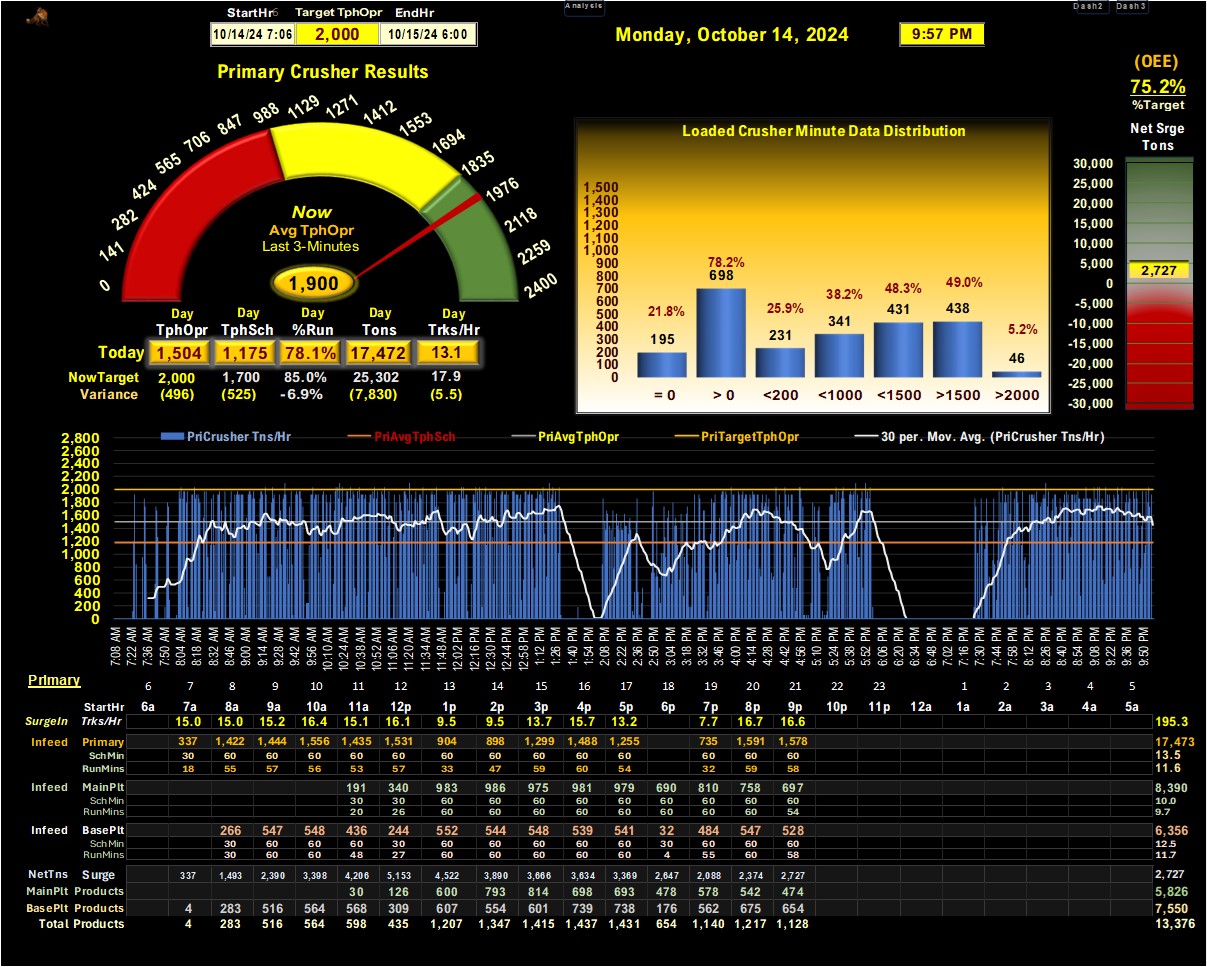 Analysis
Dash2 Dash3
StartHr6 Target TphOpr EndHr
10/14/24 7:06 2,000 10/15/24 6:00
Monday, October 14, 2024
9:57 PM
(OEE)
75.2%
%Target
Net Srge
Tons
30,000
25,000
20,000
15,000
10,000
5,000
2,727
0
-5,000
-10,000
-15,000
-20,000
-25,000
-30,000
Primary Crusher Results
0 141 282 424 565 706 847 988 1129 1271 1412 1553 1694 1835 1976 2118 2259 2400
Now
Avg TphOpr
Last 3-Minutes
1,900
Day Day Day Day Day
TphOpr TphSch %Run Tons Trks/Hr
Today 1,504 1,175 78.1% 17,472 13.1
NowTarget 2,000 1,700 85.0% 25,302 17.9
Variance (496) (525) -6.9% (7,830) (5.5)
Loaded Crusher Minute Data Distribution
1,500
1,400
1,300
1,200
1,100
1,000
900
800
700
600
500
400
300
200
100
0
21.8% 78.2% 25.9% 38.2% 48.3% 49.0% 5.2%
195 698 231 341 431 438 46
= 0 > 0 <200 <1000 <1500 >1500 >2000
PriCrusher Tns/Hr PriAvgTphSch PriAvgTphOpr PriTargetTphOpr 30 per. Mov. Avg. (PriCrusher Tns/Hr)
2,800
2,600
2,400
2,200
2,000
1,800
1,600
1,400
1,200
1,000
800
600
400
200
0
7:08 AM 7:22 AM 7:36 AM 7:50 AM 8:04 AM 8:18 AM 8:32 AM 8:46 AM 9:00 AM 9:14 AM 9:28 AM 9:42 AM 9:56 AM 10:10 AM 10:24 AM 10:38 AM 10:52 AM 11:06 AM 11:20 AM 11:34 AM 11:48 AM 12:02 PM 12:16 PM 12:30 PM 12:44 PM 12:58 PM 1:12 PM 1:26 PM 1:40 PM 1:54 PM 2:08 PM 2:22 PM 2:36 PM 2:50 PM 3:04 PM 3:18 PM 3:32 PM 3:46 PM 4:00 PM 4:14 PM 4:28 PM 4:42 PM 4:56 PM 5:10 PM 5:24 PM 5:38 PM 5:52 PM 6:06 PM 6:20 PM 6:34 PM 6:48 PM 7:02 PM 7:16 PM 7:30 PM 7:44 PM 7:58 PM 8:12 PM 8:26 PM 8:40 PM 8:54 PM 9:08 PM 9:22 PM 9:36 PM 9:50 PM
Primary
6 7 8 9 10 11 12 13 14 15 16 17 18 19 20 21 22 23 1 2 3 4 5
StartHr 6a 7a 8a 9a 10a 11a 12a 1p 2p 3p 4p 5p 6p 7p 8p 9p 10p 11p 12a 1a 2a 3a 4a 5a
SurgeIn Trks/Hr 15.0 15.0 15.2 16.4 15.1 16.1 9.5 9.5 13.7 15.7 13.2 7.7 16.7 16.6 195.3
Infeed Primary 337 1,422 1,444 1,556 1,435 1,531 904 898 1,299 1,488 1,255 735 1,591 1,578 17,473
SchMin 30 60 60 60 60 60 60 60 60 60 60 60 60 60 13.5
RunMins 18 55 57 56 53 57 33 47 59 60 54 32 59 58 11.6
Infeed MainPlt 191 340 983 986 975 981 979 690 810 758 697 8,390
SchMin 30 30 60 60 60 60 60 60 60 60 60 10.0
RunMins 20 26 60 60 60 60 60 60 60 60 54 9.7
Infeed BasePlt 266 547 548 436 244 552 544 548 539 541 32 484 547 528 6,356
SchMin 30 60 60 60 30 60 60 60 60 60 30 60 60 60 12.5
RunMins 30 60 60 48 27 60 60 60 60 60 4 55 60 58 11.7
NetTns Surge 337 1,493 2,390 3,398 4,206 5,153 4,522 3,890 3,666 3,634 3,369 2,647 2,088 2,374 2,727 2,727
MainPlt Products 30 126 600 793 814 698 693 478 578 542 474 5,826
BasePlt Products 4 283 516 564 568 309 607 554 601 739 738 176 562 675 654 7,550
Total Products 4 283 516 564 598 435 1,207 1,347 1,415 1,437 1,431 654 1,140 1,217 1,128 13,376